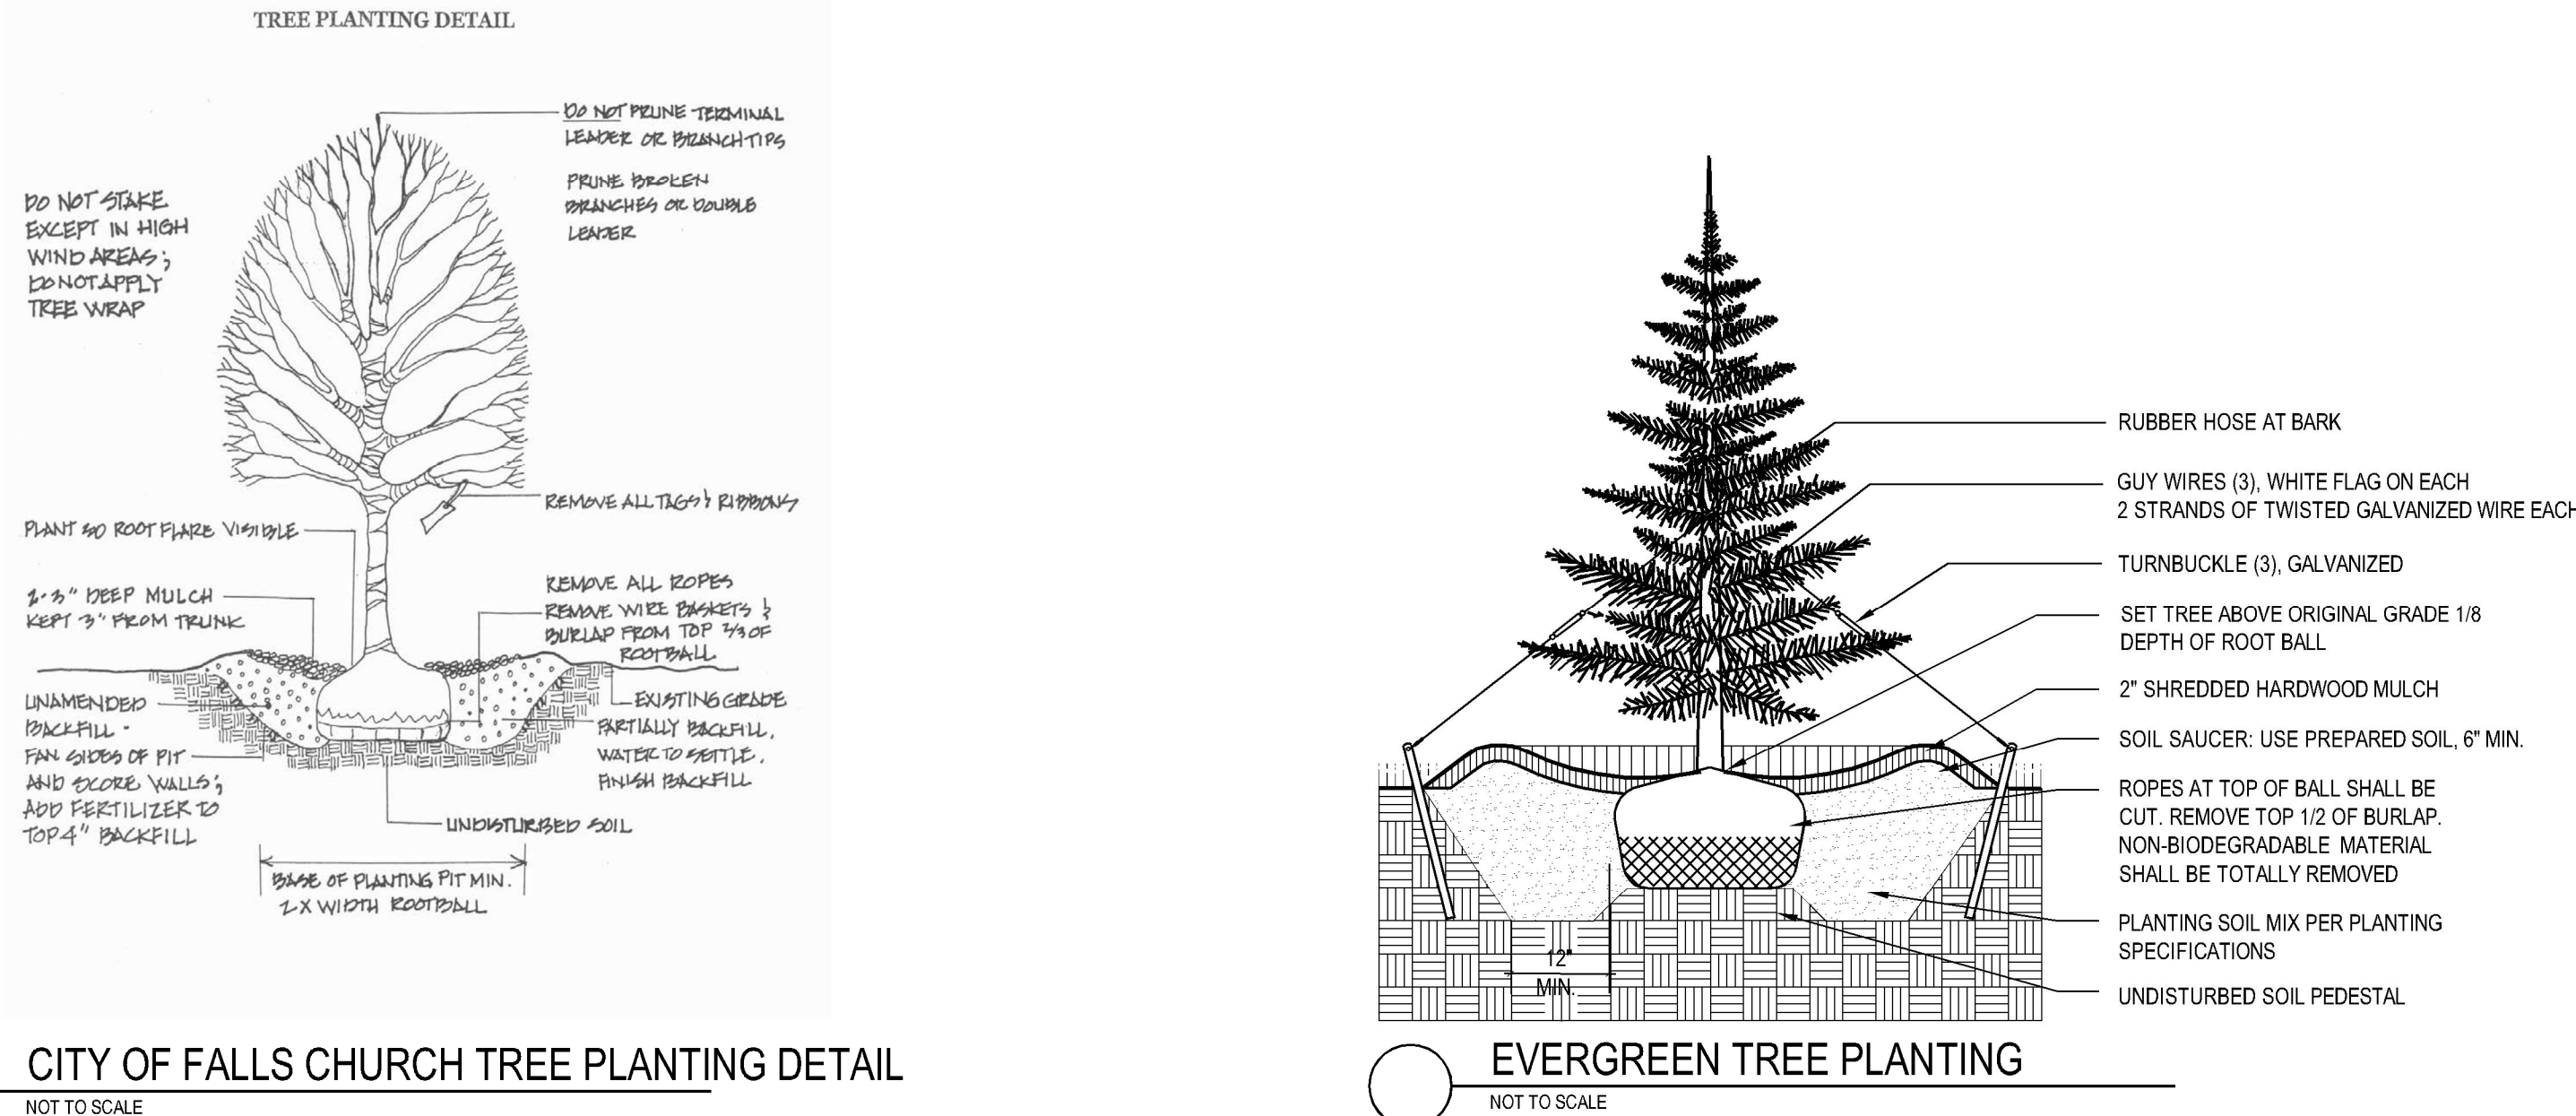 TREE PLANTING DETAIL
DO NOT PRUNE TERMINAL
LEADER OR BRANCH TIPS
PRUNE BROKEN
BRANCHES OR DOUBLE
LEADER
DO NOT STAKE
EXCEPT IN HIGH
WIND AREAS;
DO NOT APPLY
TREE WRAP
REMOVE ALL TAGS & RIBBONS
PLANT SO ROOT FLARE VISIBLE
2-3" DEEP MULCH
KEPT 3" FROM TRUNK
REMOVE ALL ROPES
REMOVE WIRE BASKETS &
BURLAP FROM TOP 2/3 OF
ROOTBALL
UNAMENDED
BACKFILL -
FAN SIDES OF PIT
AND SCORE WALLS;
ADD FERTILIZER TO
TOP 4" BACKFILL
EXISTING GRADE
PARTIALLY BACKFILL,
WATER TO SETTLE,
FINISH BACKFILL
UNDISTURBED SOIL
BASE OF PLANTING PIT MIN.
2X WIDTH ROOTBALL
CITY OF FALLS CHURCH TREE PLANTING DETAIL
NOT TO SCALE
RUBBER HOSE AT BARK
GUY WIRES (3), WHITE FLAG ON EACH
2 STRANDS OF TWISTED GALVANIZED WIRE EACH
TURNBUCKLE (3), GALVANIZED
SET TREE ABOVE ORIGINAL GRADE 1/8
DEPTH OF ROOT BALL
2" SHREDDED HARDWOOD MULCH
SOIL SAUCER: USE PREPARED SOIL, 6" MIN.
ROPES AT TOP OF BALL SHALL BE
CUT. REMOVE TOP 1/2 OF BURLAP.
NON-BIODEGRADABLE MATERIAL
SHALL BE TOTALLY REMOVED
PLANTING SOIL MIX PER PLANTING
SPECIFICATIONS
UNDISTURBED SOIL PEDESTAL
12"
MIN.
EVERGREEN TREE PLANTING
NOT TO SCALE